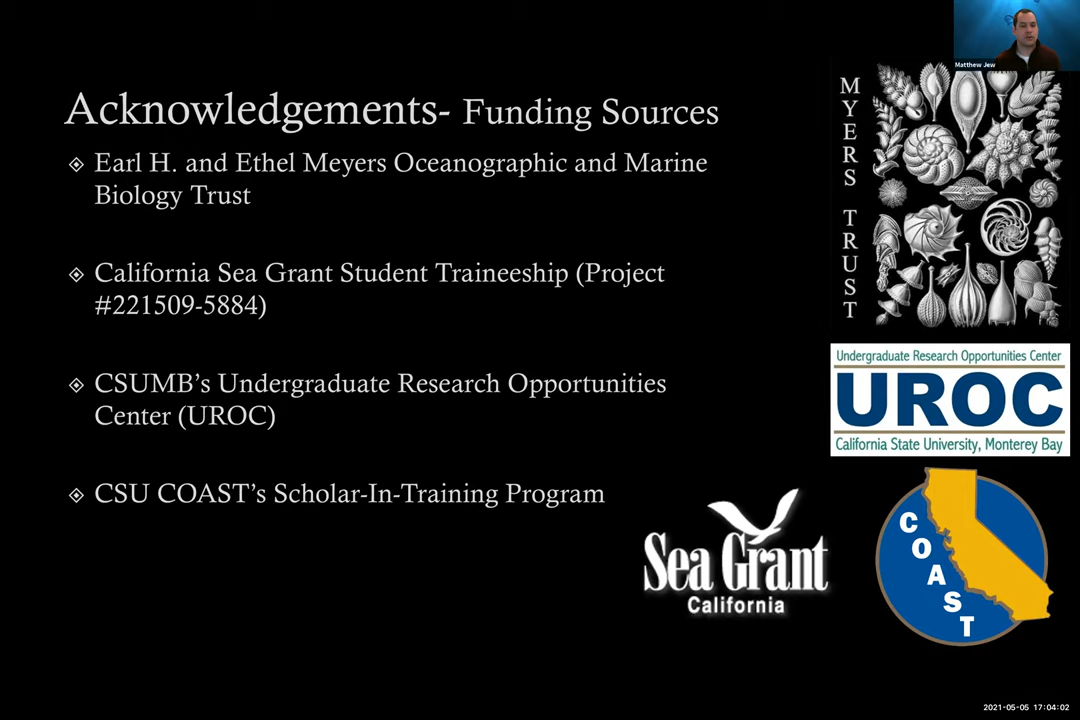 Matthew Jew
Acknowledgements- Funding Sources
Earl H. and Ethel Meyers Oceanographic and Marine
Biology Trust
California Sea Grant Student Traineeship (Project
#221509-5884)
CSUMB's Undergraduate Research Opportunities
Center (UROC)
CSU COAST's Scholar-In-Training Program
MYERS TRUST
Undergraduate Research Opportunities Center
UROC
California State University, Monterey Bay
Sea Grant
California
COAST
2021-05-05 17:04:02